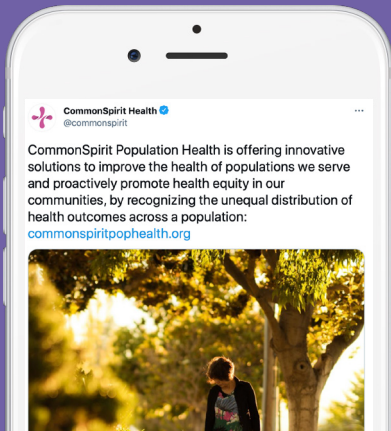 CommonSpirit Health
@commonspirit
CommonSpirit Population Health is offering innovative
solutions to improve the health of populations we serve
and proactively promote health equity in our
communities, by recognizing the unequal distribution of
health outcomes across a population:
commonspiritpophealth.org